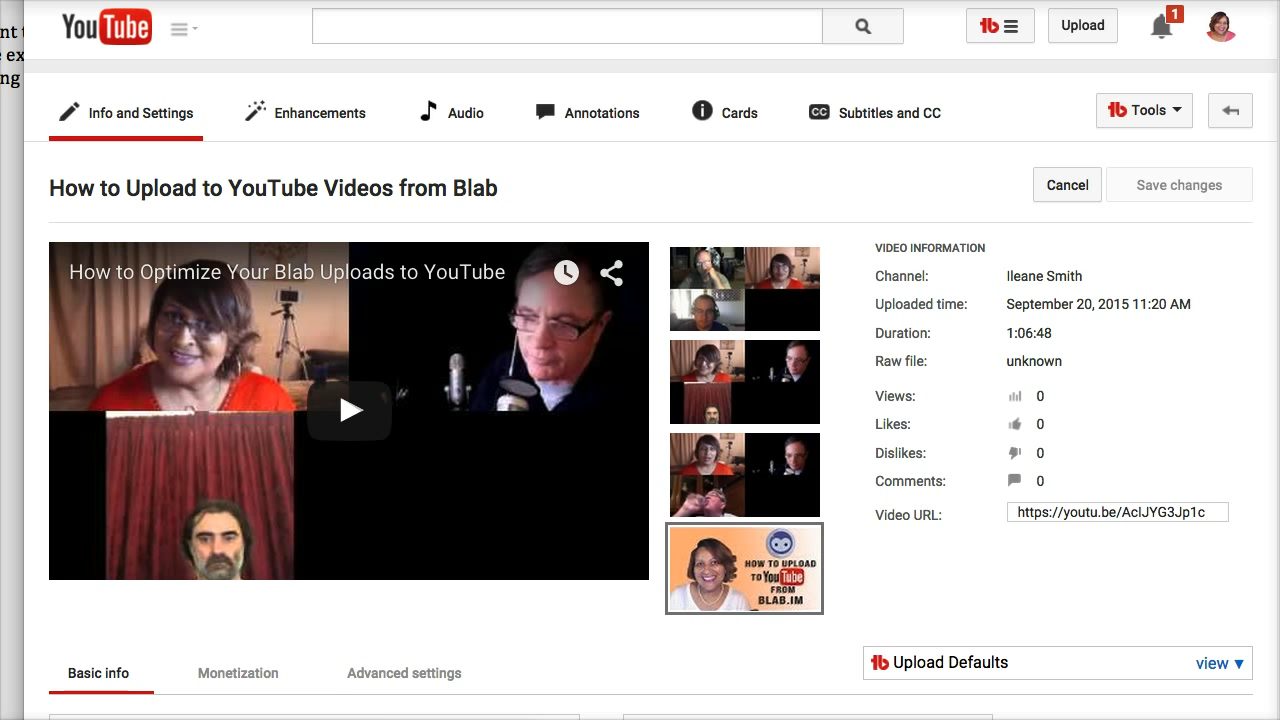 nt t
e ex
ng
YouTube
1
Upload
Info and Settings
Enhancements
Audio
Annotations
Cards
CC Subtitles and CC
Tools
How to Upload to YouTube Videos from Blab
Cancel
Save changes
How to Optimize Your Blab Uploads to YouTube
HOW TO UPLOAD
TO YouTube
FROM
BLAB.IM
VIDEO INFORMATION
Channel: Ileane Smith
Uploaded time: September 20, 2015 11:20 AM
Duration: 1:06:48
Raw file: unknown
Views: 0
Likes: 0
Dislikes: 0
Comments: 0
Video URL: https://youtu.be/AclJYG3Jp1c
Basic info
Monetization
Advanced settings
Upload Defaults
view